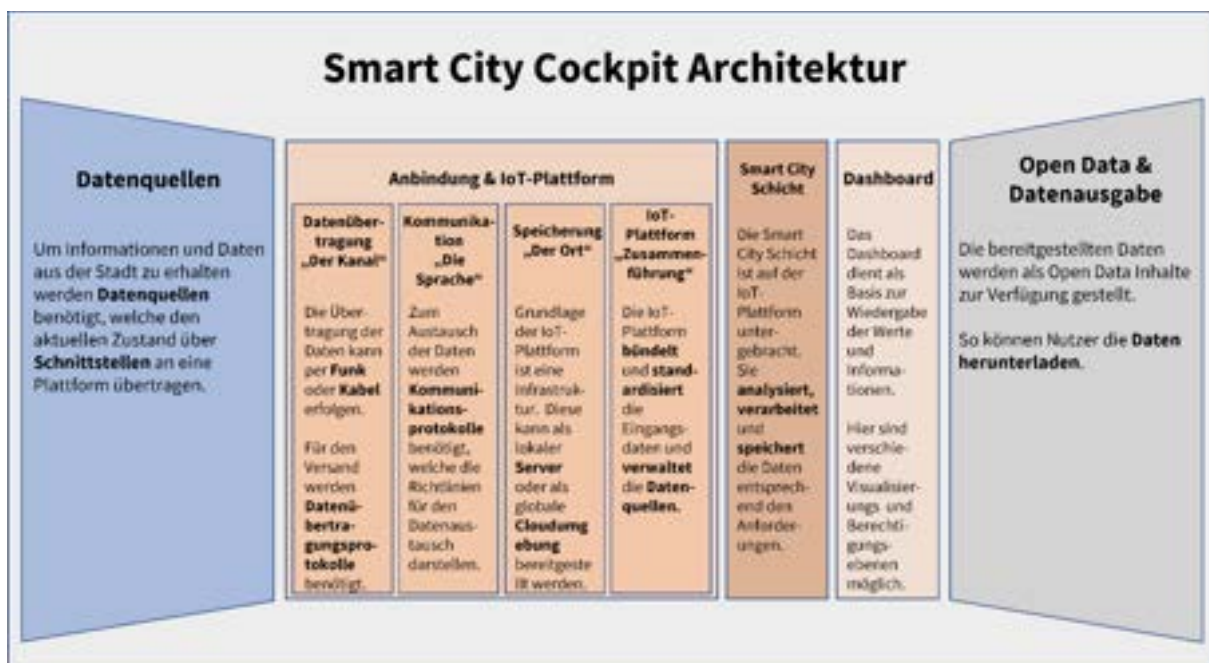 Smart City Cockpit Architektur
Datenquellen
Um Informationen und Daten
aus der Stadt zu erhalten
werden Datenquellen
benötigt, welche den
aktuellen Zustand über
Schnittstellen an eine
Plattform übertragen.
Anbindung & IoT-Plattform
Datenüber-
tragung
„Der Kanal“
Die Über-
tragung der
Daten kann
per Funk
oder Kabel
erfolgen.
Für den
Versand
werden
Datenü-
bertra-
gungspro-
tokolle
benötigt.
Kommunika-
tion
„Die
Sprache“
Zum
Austausch
der Daten
werden
Kommuni-
kations-
protokolle
benötigt,
welche die
Richtlinien
für den
Datenaus-
tausch
darstellen.
Speicherung
„Der Ort“
Grundlage
der IoT-
Plattform
ist eine
Infrastruk-
tur. Diese
kann als
lokaler
Server
oder als
globale
Cloudumg
ebung
bereitgeste
llt werden.
IoT-
Plattform
„Zusammen-
führung“
Die IoT-
Plattform
bündelt
und stand-
ardisiert
die
Eingangs-
daten und
verwaltet
die Daten-
quellen.
Smart City
Schicht
Die Smart
City Schicht
ist auf der
IoT-
Plattform
unter-
gebracht.
Sie
analysiert,
verarbeitet
und
speichert
die Daten
entsprech-
end den
Anforder-
ungen.
Dashboard
Das
Dashboard
dient als
Basis zur
Wiedergabe
der Werte
und
Informa-
tionen.
Hier sind
verschie-
dene
Visualisier-
ungs und
Berechti-
gungs-
ebenen
möglich.
Open Data &
Datenausgabe
Die bereitgestellten Daten
werden als Open Data Inhalte
zur Verfügung gestellt.
So können Nutzer die Daten
herunterladen.